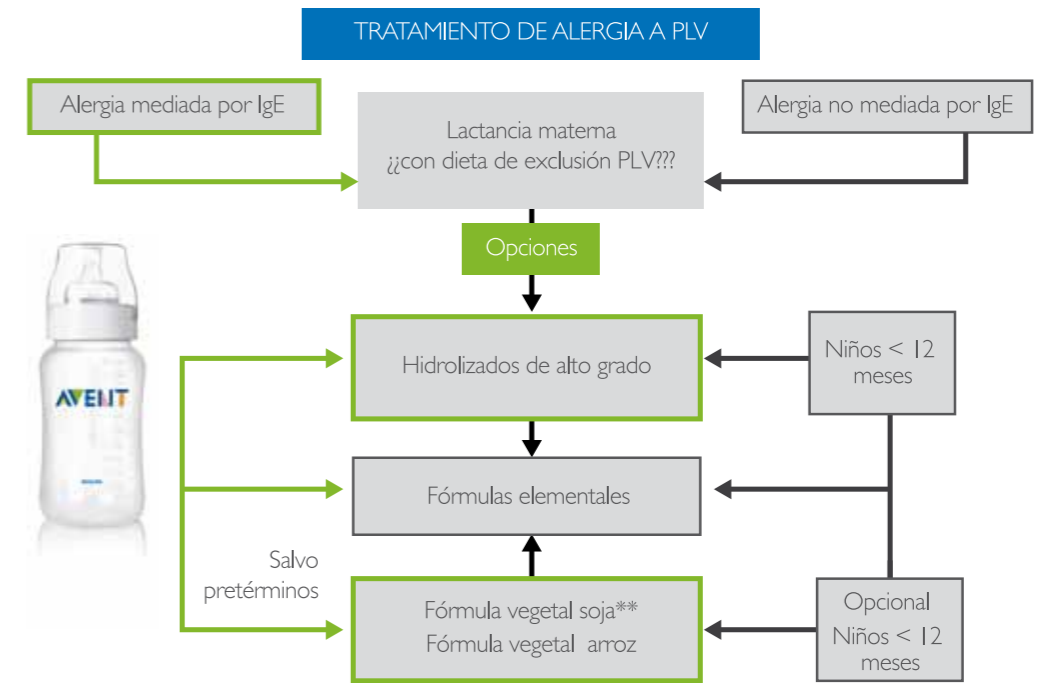 TRATAMIENTO DE ALERGIA A PLV
Alergia mediada por IgE
Alergia no mediada por IgE
Lactancia materna
¿¿con dieta de exclusión PLV???
Opciones
Hidrolizados de alto grado
Niños < 12
meses
AVENT
Fórmulas elementales
Salvo
pretérminos
Fórmula vegetal soja**
Fórmula vegetal arroz
Opcional
Niños < 12
meses